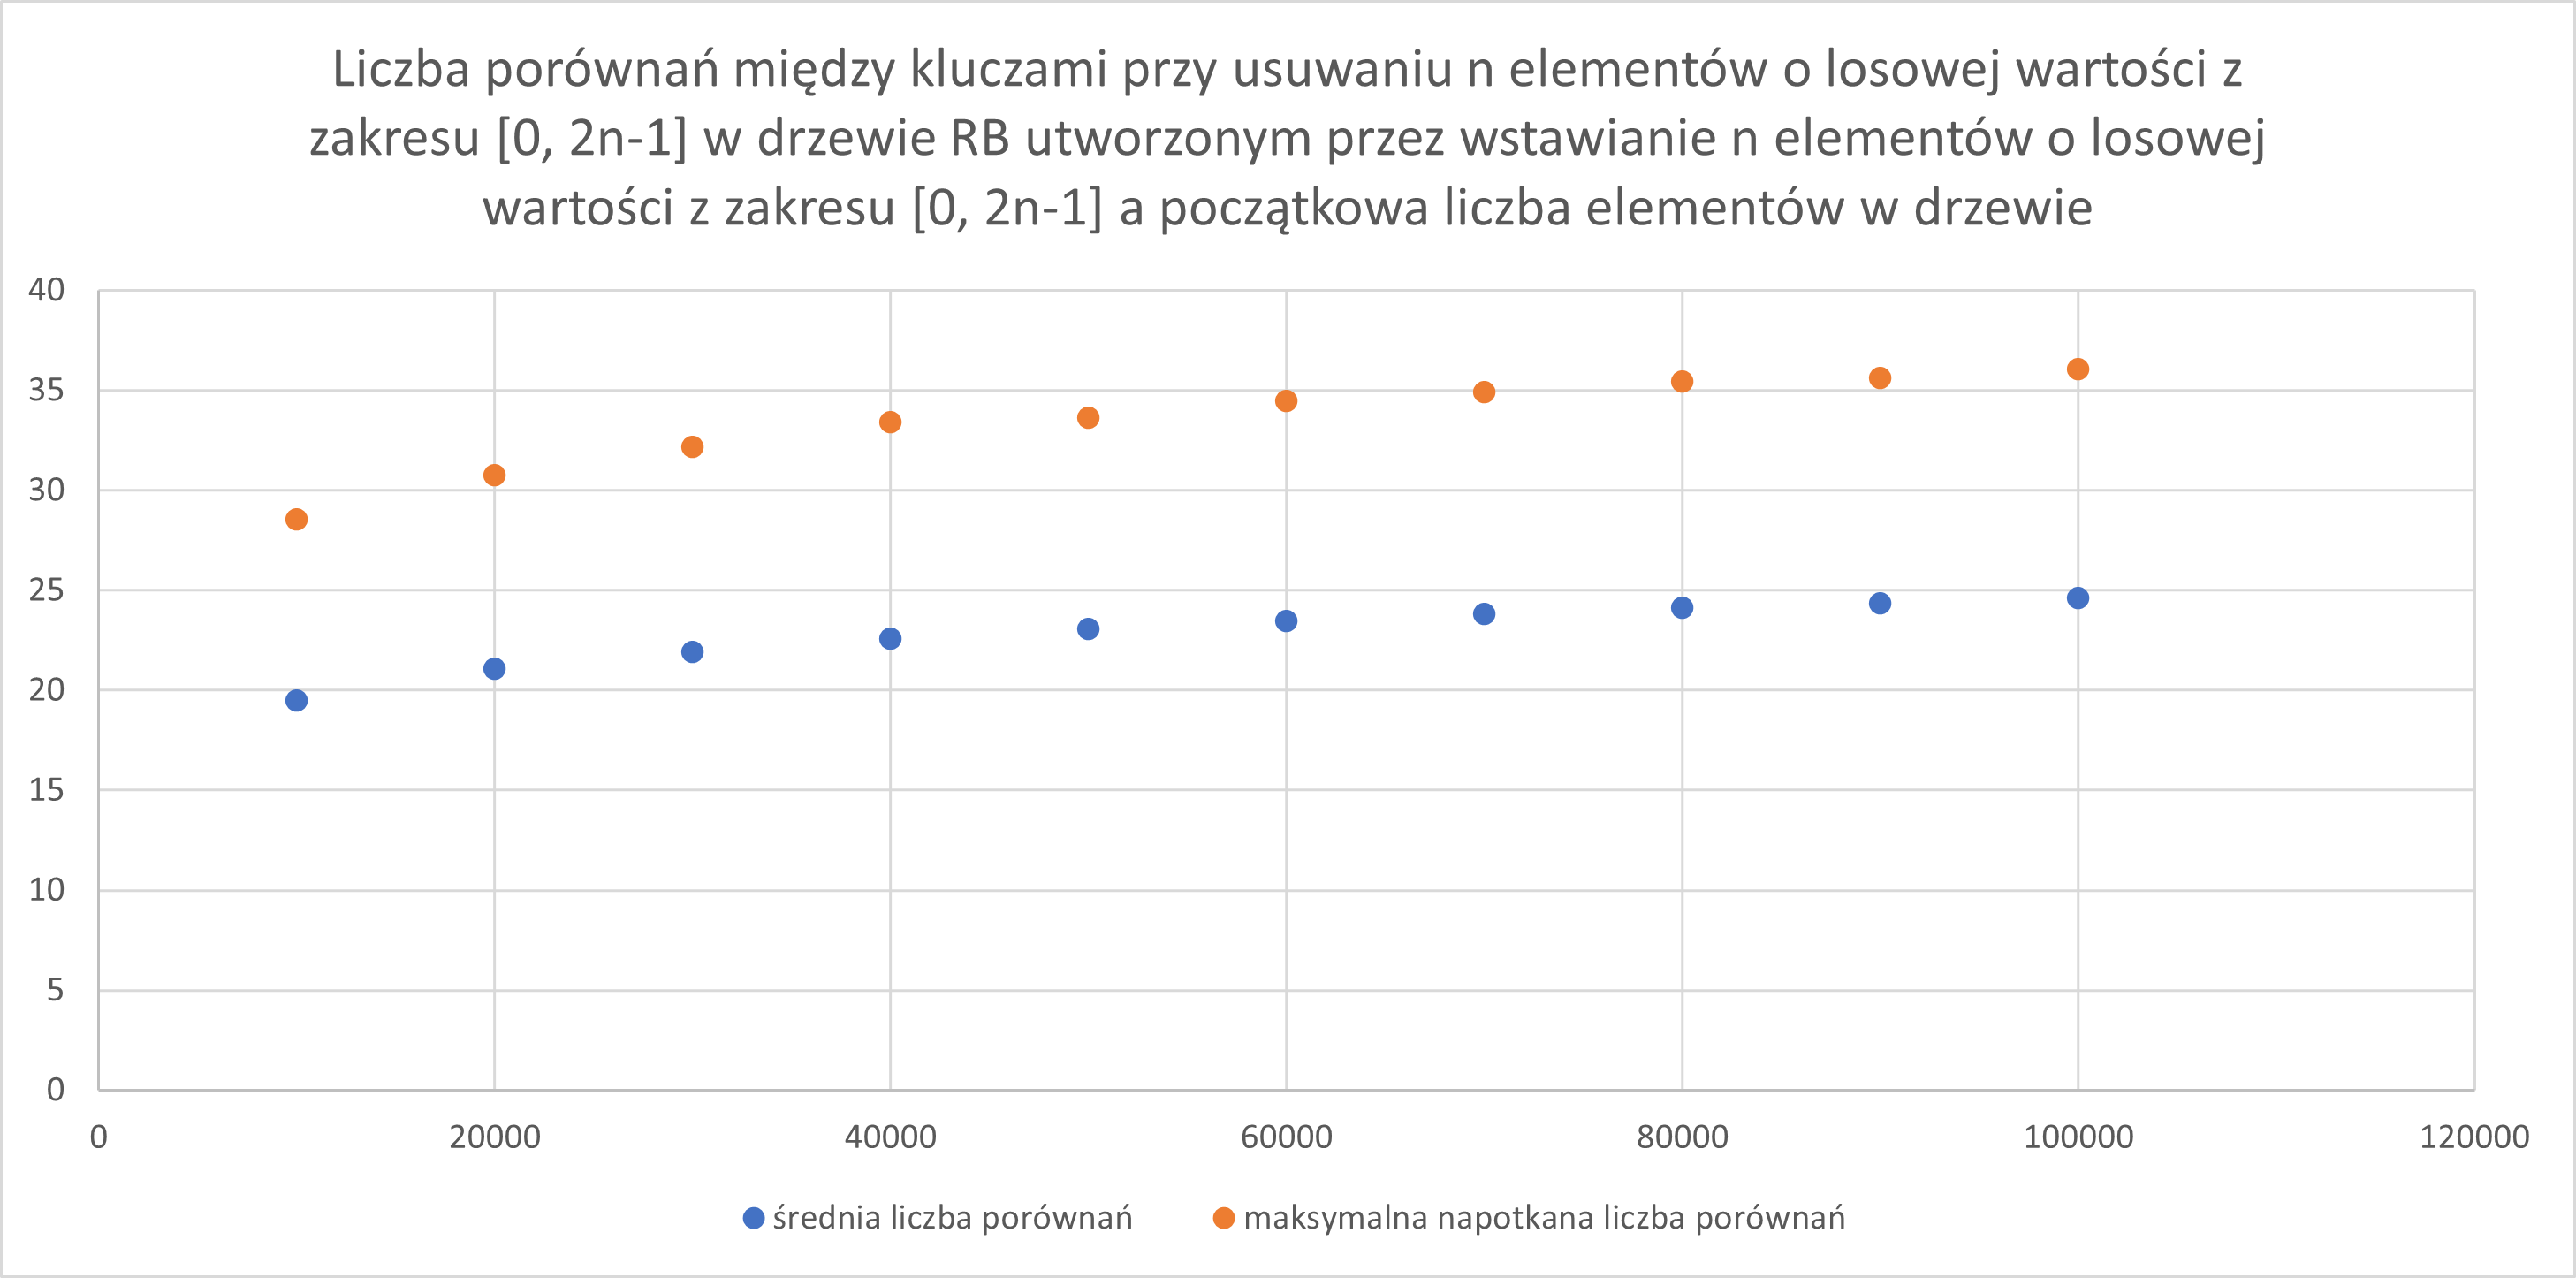 Liczba porównań między kluczami przy usuwaniu n elementów o losowej wartości z
zakresu [0, 2n-1] w drzewie RB utworzonym przez wstawianie n elementów o losowej
wartości z zakresu [0, 2n-1] a początkowa liczba elementów w drzewie
40
35
30
25
20
15
10
5
0
0 20000 40000 60000 80000 100000 120000
średnia liczba porównań maksymalna napotkana liczba porównań